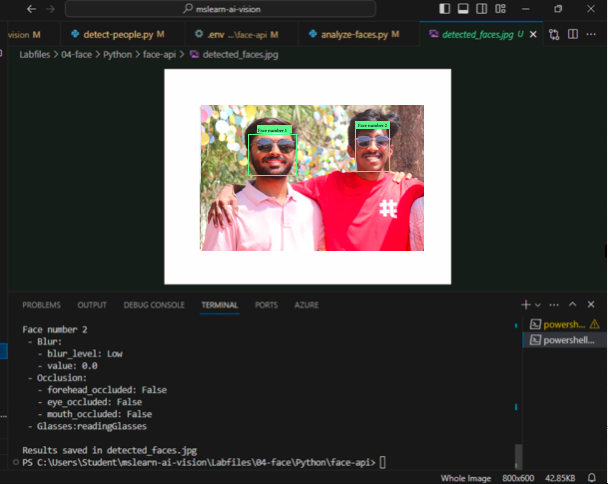 mslearn-ai-vision
vision M
detect-people.py M
.env ...\face-api M
analyze-faces.py M
detected_faces.jpg U
Labfiles > 04-face > Python > face-api > detected_faces.jpg
Face number 1
Face number 2
#
PROBLEMS OUTPUT DEBUG CONSOLE TERMINAL PORTS AZURE
powersh...
powershell...
Face number 2
- Blur:
- blur_level: Low
- value: 0.0
- Occlusion:
- forehead_occluded: False
- eye_occluded: False
- mouth_occluded: False
- Glasses:readingGlasses
Results saved in detected_faces.jpg
PS C:\Users\Student\mslearn-ai-vision\Labfiles\04-face\Python\face-api>
Whole Image 800x600 42.85KB